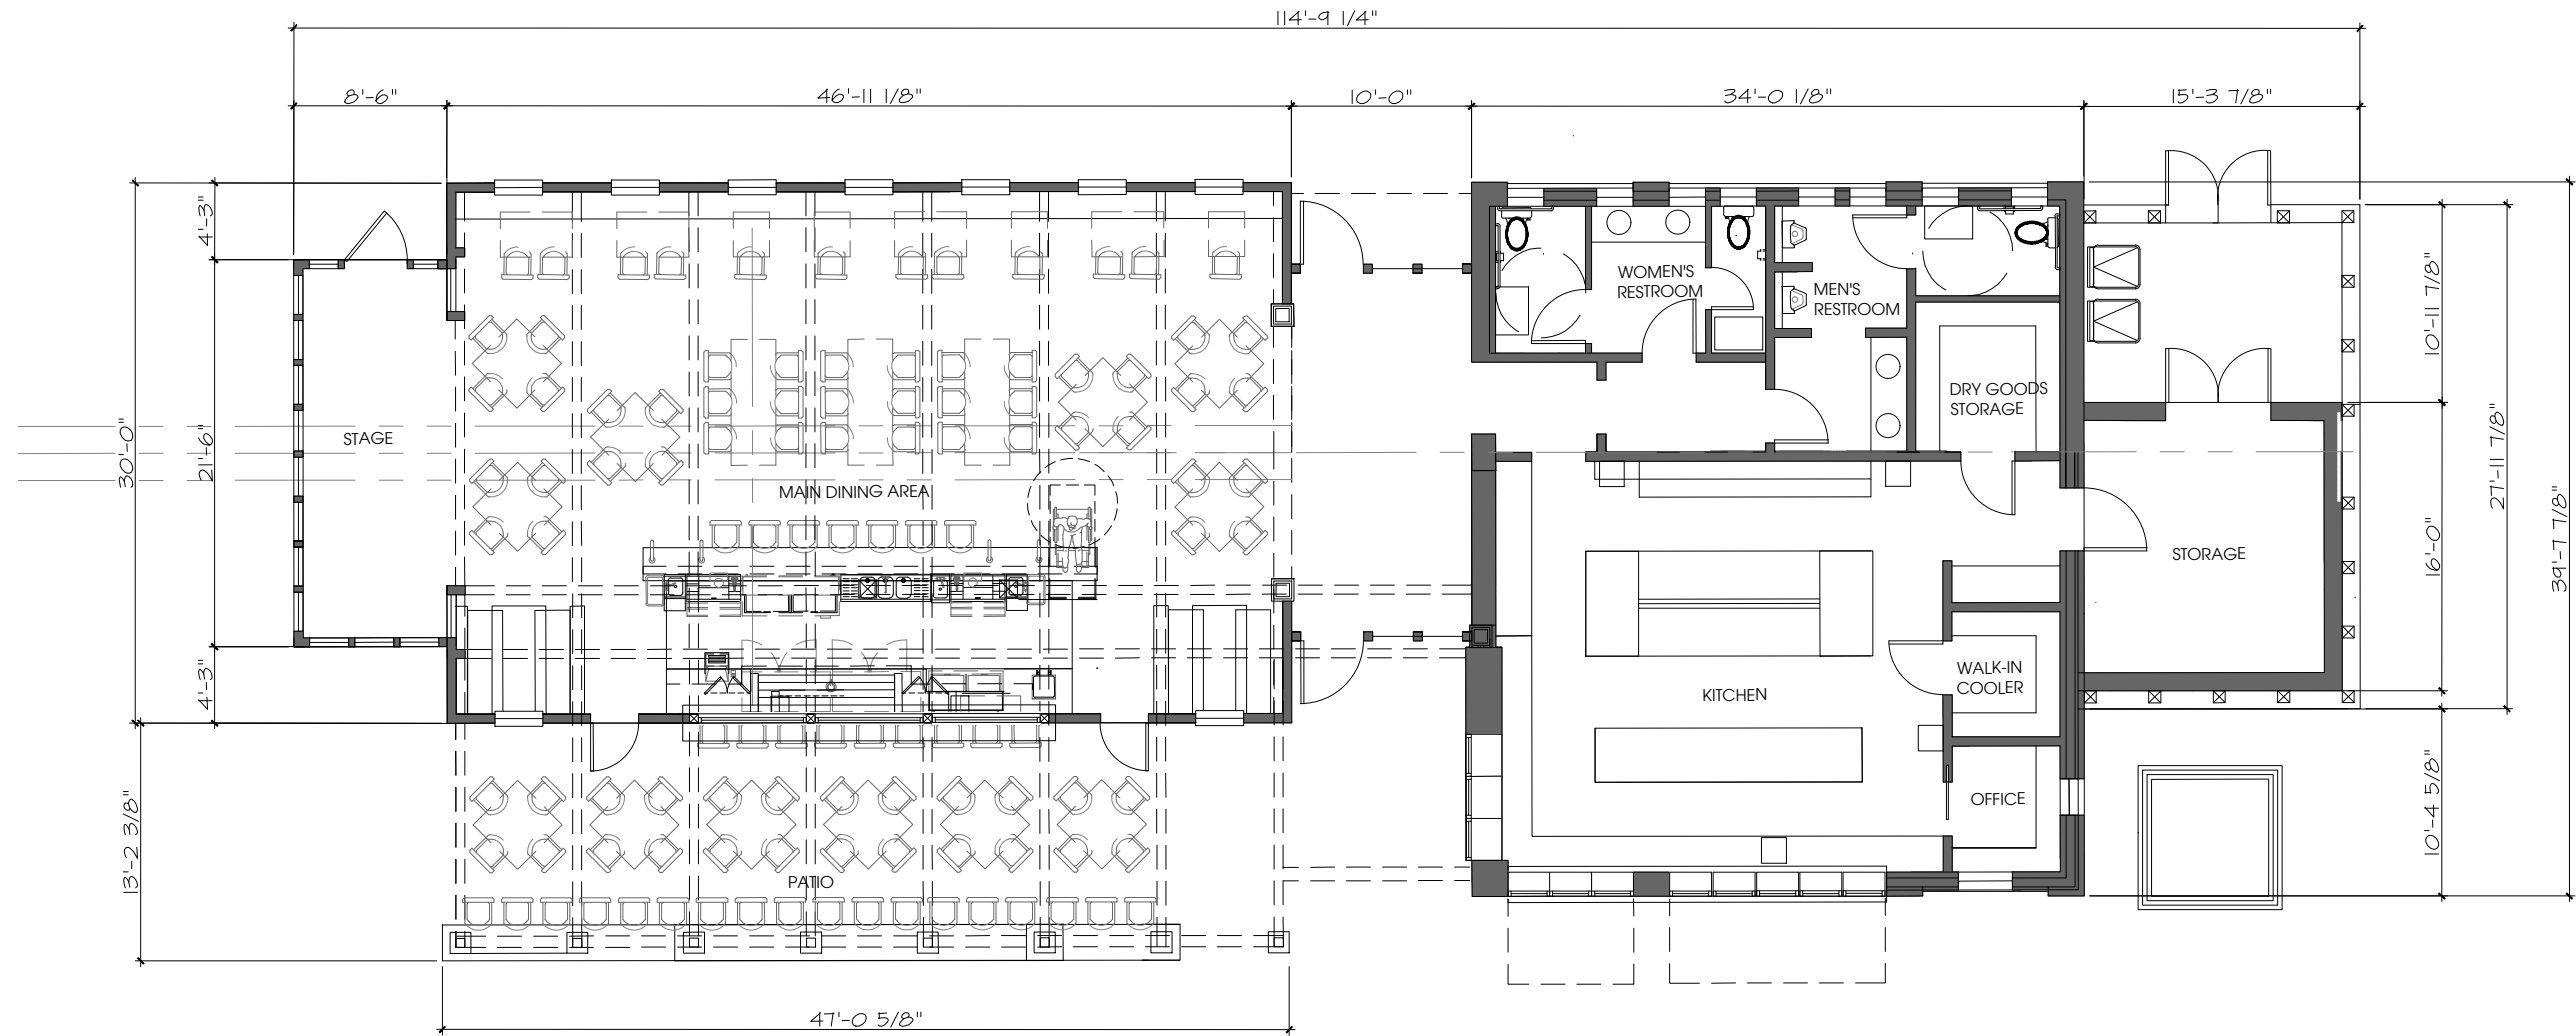 114'-9 1/4"
8'-6"
46'-11 1/8"
10'-0"
34'-0 1/8"
15'-3 7/8"
4'-3"
30'-0"
21'-6"
4'-3"
13'-2 3/8"
STAGE
MAIN DINING AREA
PATIO
WOMEN'S
RESTROOM
MEN'S
RESTROOM
DRY GOODS
STORAGE
STORAGE
KITCHEN
WALK-IN
COOLER
OFFICE
10'-11 7/8"
27'-11 7/8"
16'-0"
39'-7 7/8"
10'-4 5/8"
47'-0 5/8"